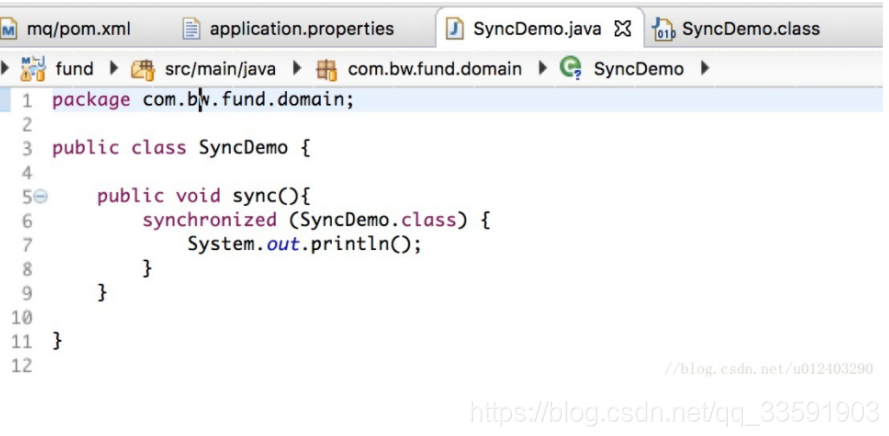 mq/pom.xml application.properties SyncDemo.java SyncDemo.class
fund src/main/java com.bw.fund.domain SyncDemo
1 package com.bw.fund.domain;
2
3 public class SyncDemo {
4
5 public void sync(){
6 synchronized (SyncDemo.class) {
7 System.out.println();
8 }
9 }
10
11 }
12
//blog.csdn.net/u012403290
https://blog.csdn.net/qq_33591903